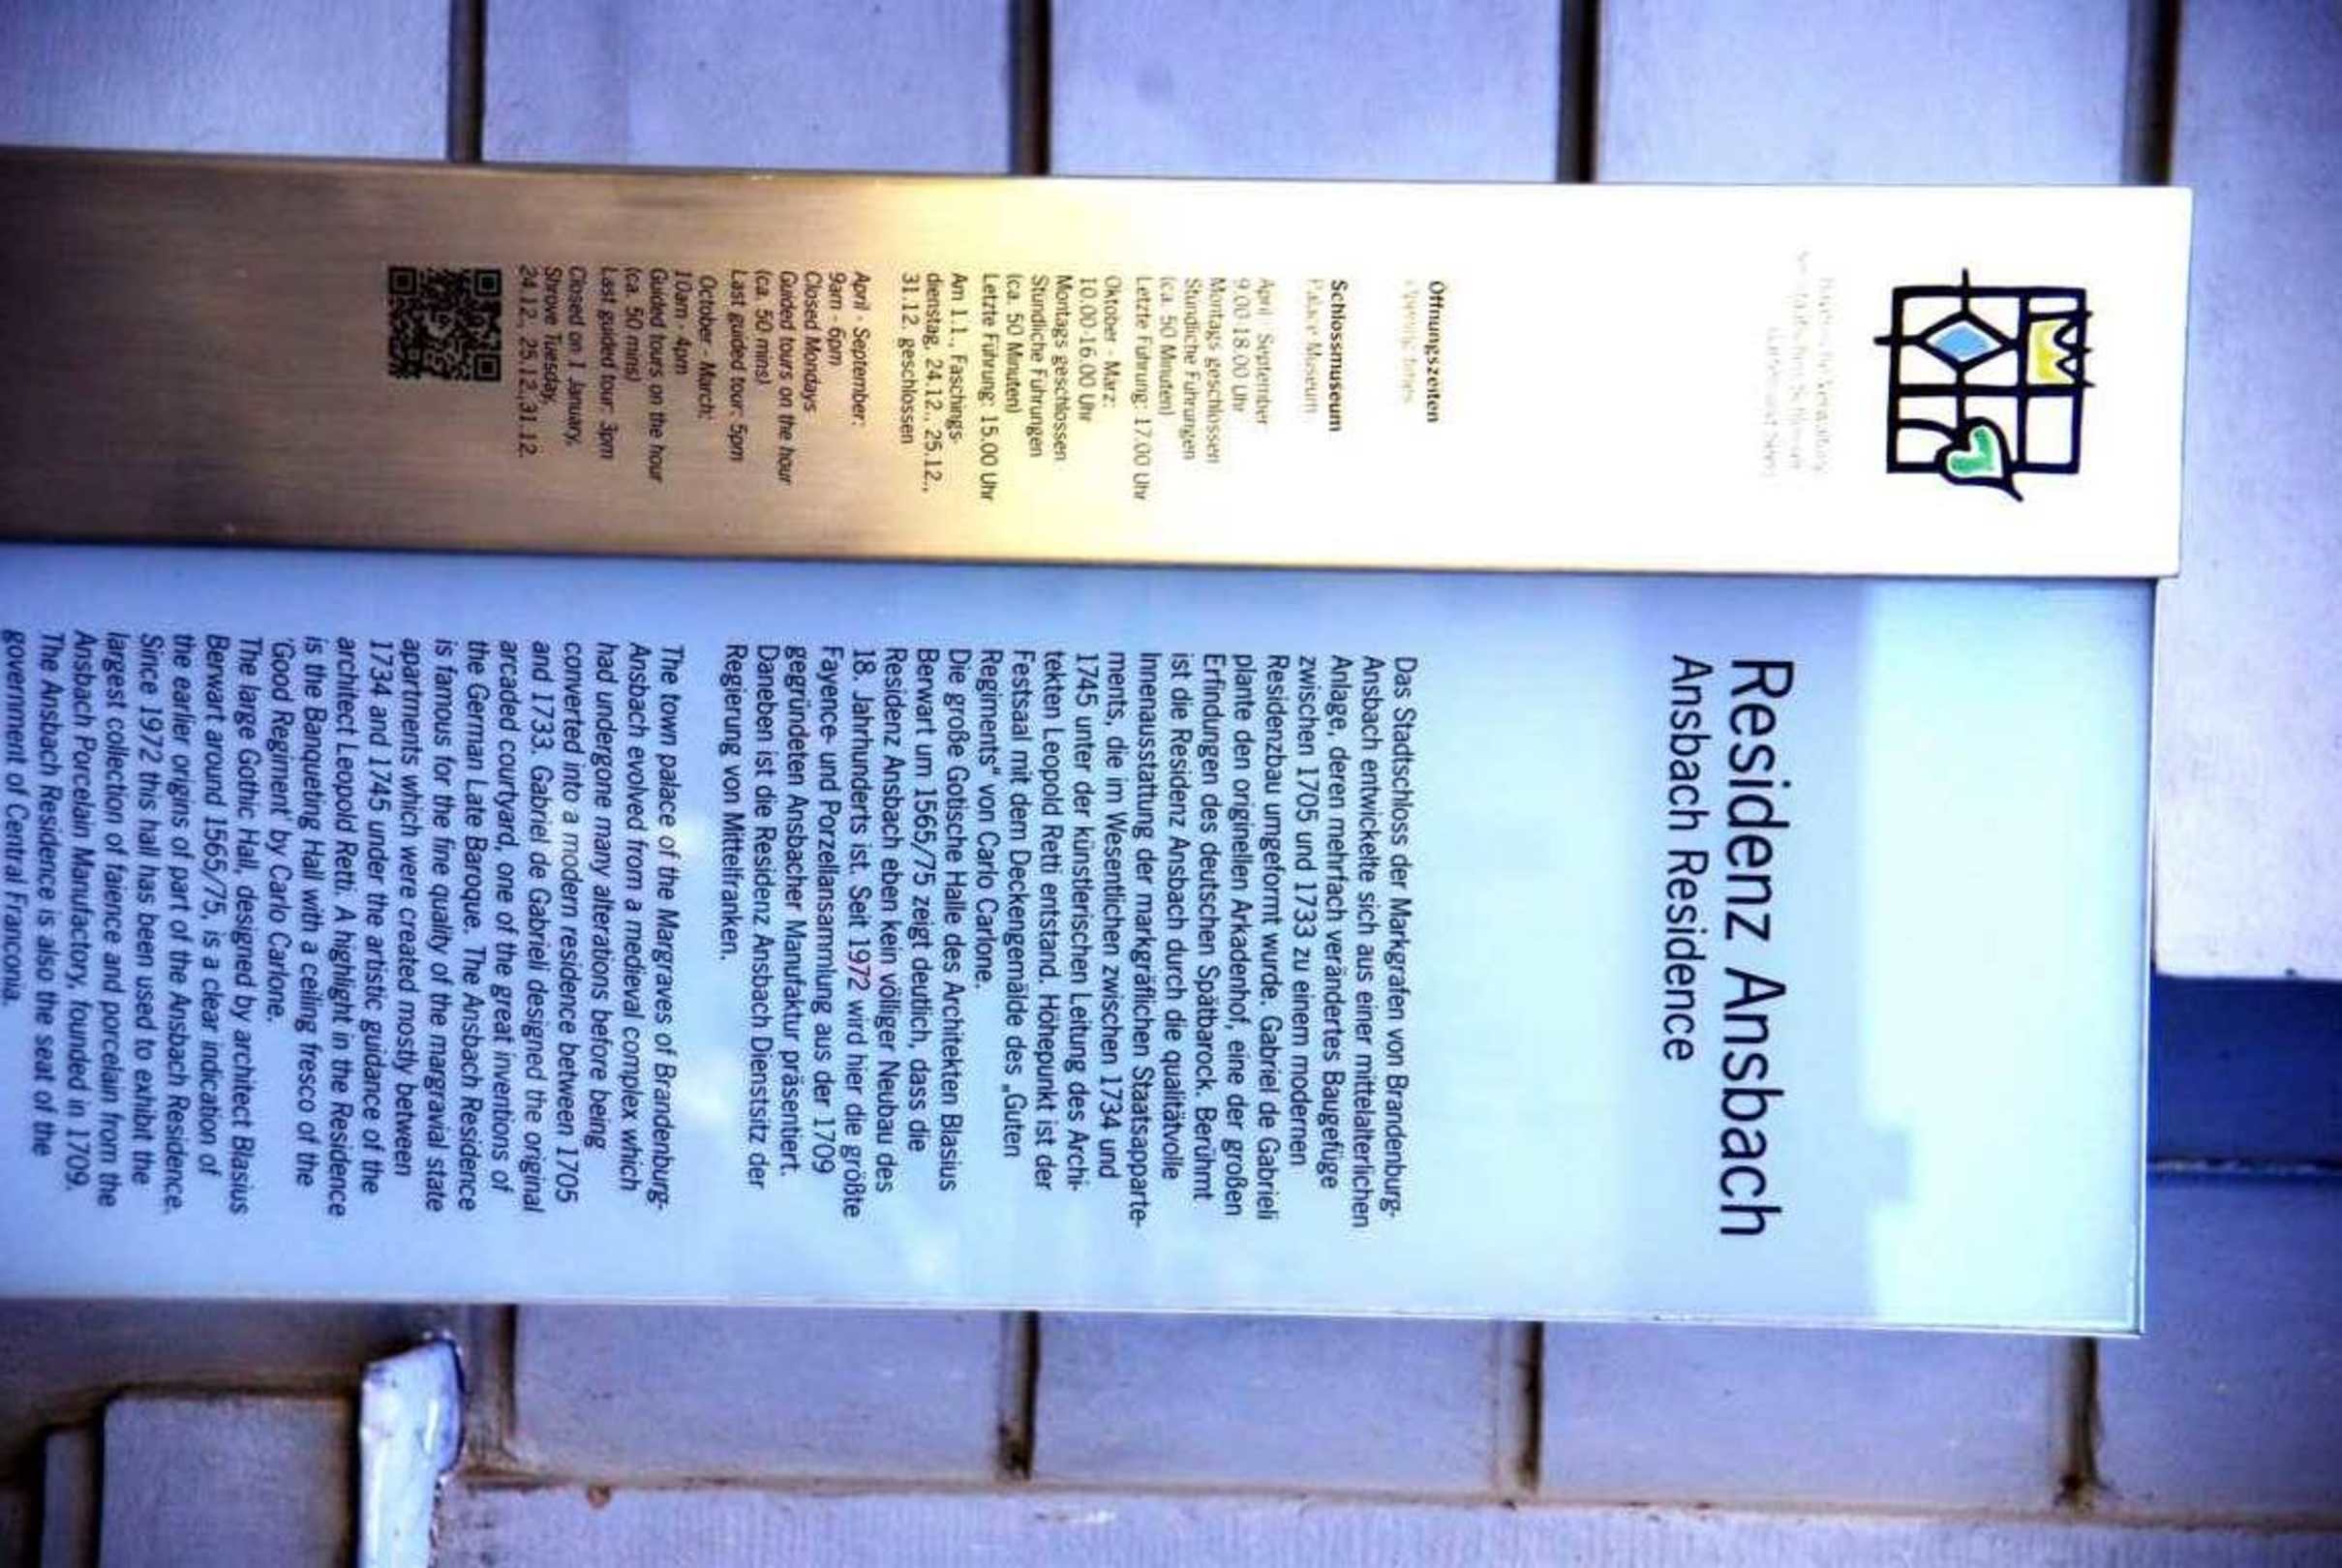 Öffnungszeiten
Opening times
Schlossmuseum
Palace Museum
April - September
9.00-18.00 Uhr
Montags geschlossen
Stündliche Führungen
(ca. 50 Minuten)
Letzte Führung: 17.00 Uhr
Oktober - März:
10.00-16.00 Uhr
Montags geschlossen
Stündliche Führungen
(ca. 50 Minuten)
Letzte Führung: 15.00 Uhr
Am 1.1., Faschings-
dienstag, 24.12., 25.12.,
31.12. geschlossen
April - September:
9am - 6pm
Closed Mondays
Guided tours on the hour
(ca. 50 mins)
Last guided tour: 5pm
October - March:
10am - 4pm
Guided tours on the hour
(ca. 50 mins)
Last guided tour: 3pm
Closed on 1 January,
Shrove Tuesday,
24.12., 25.12.,31.12.
Residenz Ansbach
Ansbach Residence
Das Stadtschloss der Markgrafen von Brandenburg-
Ansbach entwickelte sich aus einer mittelalterlichen
Anlage, deren mehrfach verändertes Baugefüge
zwischen 1705 und 1733 zu einem modernen
Residenzbau umgeformt wurde. Gabriel de Gabrieli
plante den originellen Arkadenhof, eine der großen
Erfindungen des deutschen Spätbarock. Berühmt
ist die Residenz Ansbach durch die qualitätvolle
Innenausstattung der markgräflichen Staatsapparte-
ments, die im Wesentlichen zwischen 1734 und
1745 unter der künstlerischen Leitung des Archi-
tekten Leopold Retti entstand. Höhepunkt ist der
Festsaal mit dem Deckengemälde des „Guten
Regiments“ von Carlo Carlone.
Die große Gotische Halle des Architekten Blasius
Berwart um 1565/75 zeigt deutlich, dass die
Residenz Ansbach eben kein völliger Neubau des
18. Jahrhunderts ist. Seit 1972 wird hier die größte
Fayence- und Porzellansammlung aus der 1709
gegründeten Ansbacher Manufaktur präsentiert.
Daneben ist die Residenz Ansbach Dienstsitz der
Regierung von Mittelfranken.
The town palace of the Margraves of Brandenburg-
Ansbach evolved from a medieval complex which
had undergone many alterations before being
converted into a modern residence between 1705
and 1733. Gabriel de Gabrieli designed the original
arcaded courtyard, one of the great inventions of
the German Late Baroque. The Ansbach Residence
is famous for the fine quality of the margravial state
apartments which were created mostly between
1734 and 1745 under the artistic guidance of the
architect Leopold Retti. A highlight in the Residence
is the Banqueting Hall with a ceiling fresco of the
'Good Regiment' by Carlo Carlone.
The large Gothic Hall, designed by architect Blasius
Berwart around 1565/75, is a clear indication of
the earlier origins of part of the Ansbach Residence.
Since 1972 this hall has been used to exhibit the
largest collection of faience and porcelain from the
Ansbach Porcelain Manufactory, founded in 1709.
The Ansbach Residence is also the seat of the
government of Central Franconia.